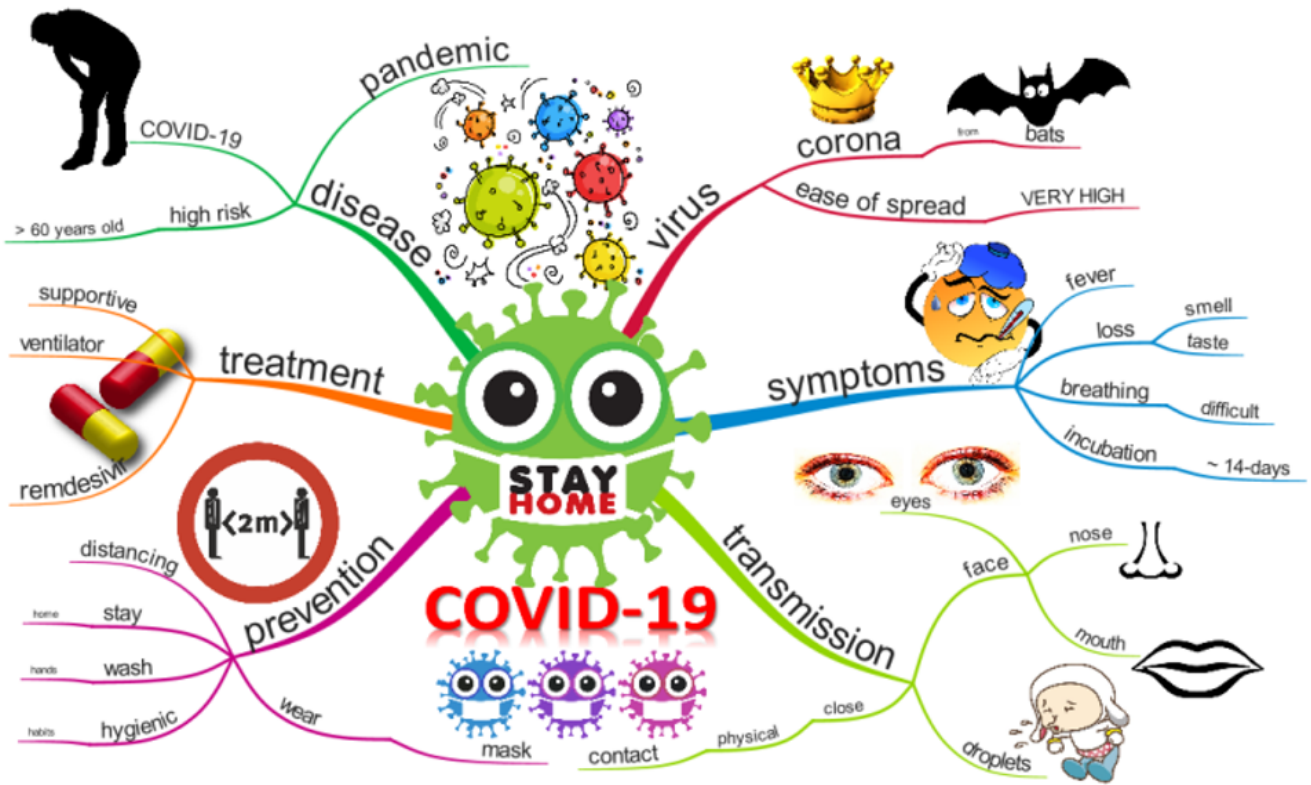 pandemic
COVID-19
disease
high risk
> 60 years old
virus
corona
from
bats
ease of spread
VERY HIGH
treatment
supportive
ventilator
remdesivir
symptoms
fever
loss
smell
taste
breathing
difficult
incubation
~ 14-days
STAY
HOME
COVID-19
<2m>
prevention
distancing
stay
home
wash
hands
hygienic
habits
wear
mask
transmission
face
eyes
nose
mouth
close
physical
contact
droplets